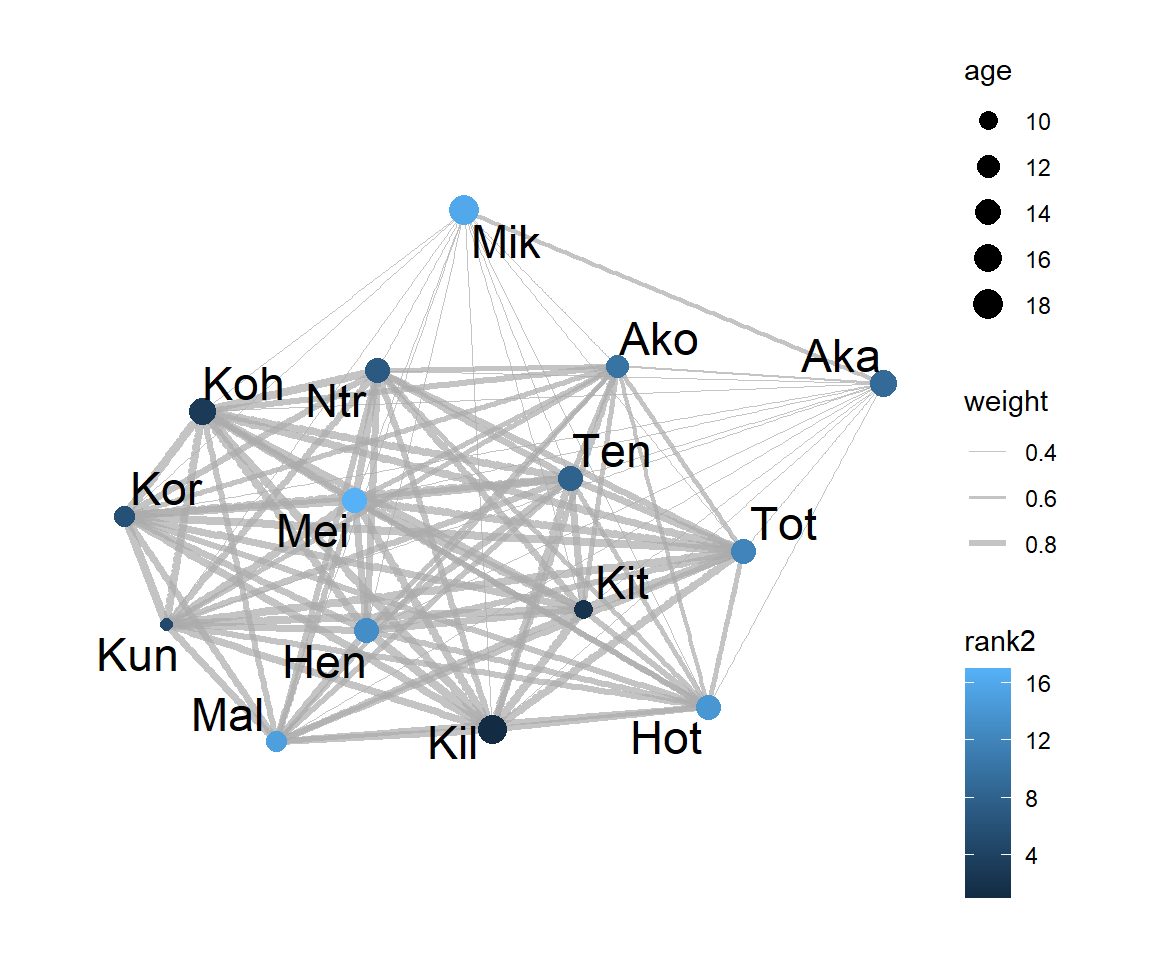 Mik
Ako
Aka
Koh
Ntr
Ten
Kor
Mei
Tot
Kit
Kun
Hen
Mal
Kil
Hot
age
10
12
14
16
18
weight
0.4
0.6
0.8
rank2
16
12
8
4